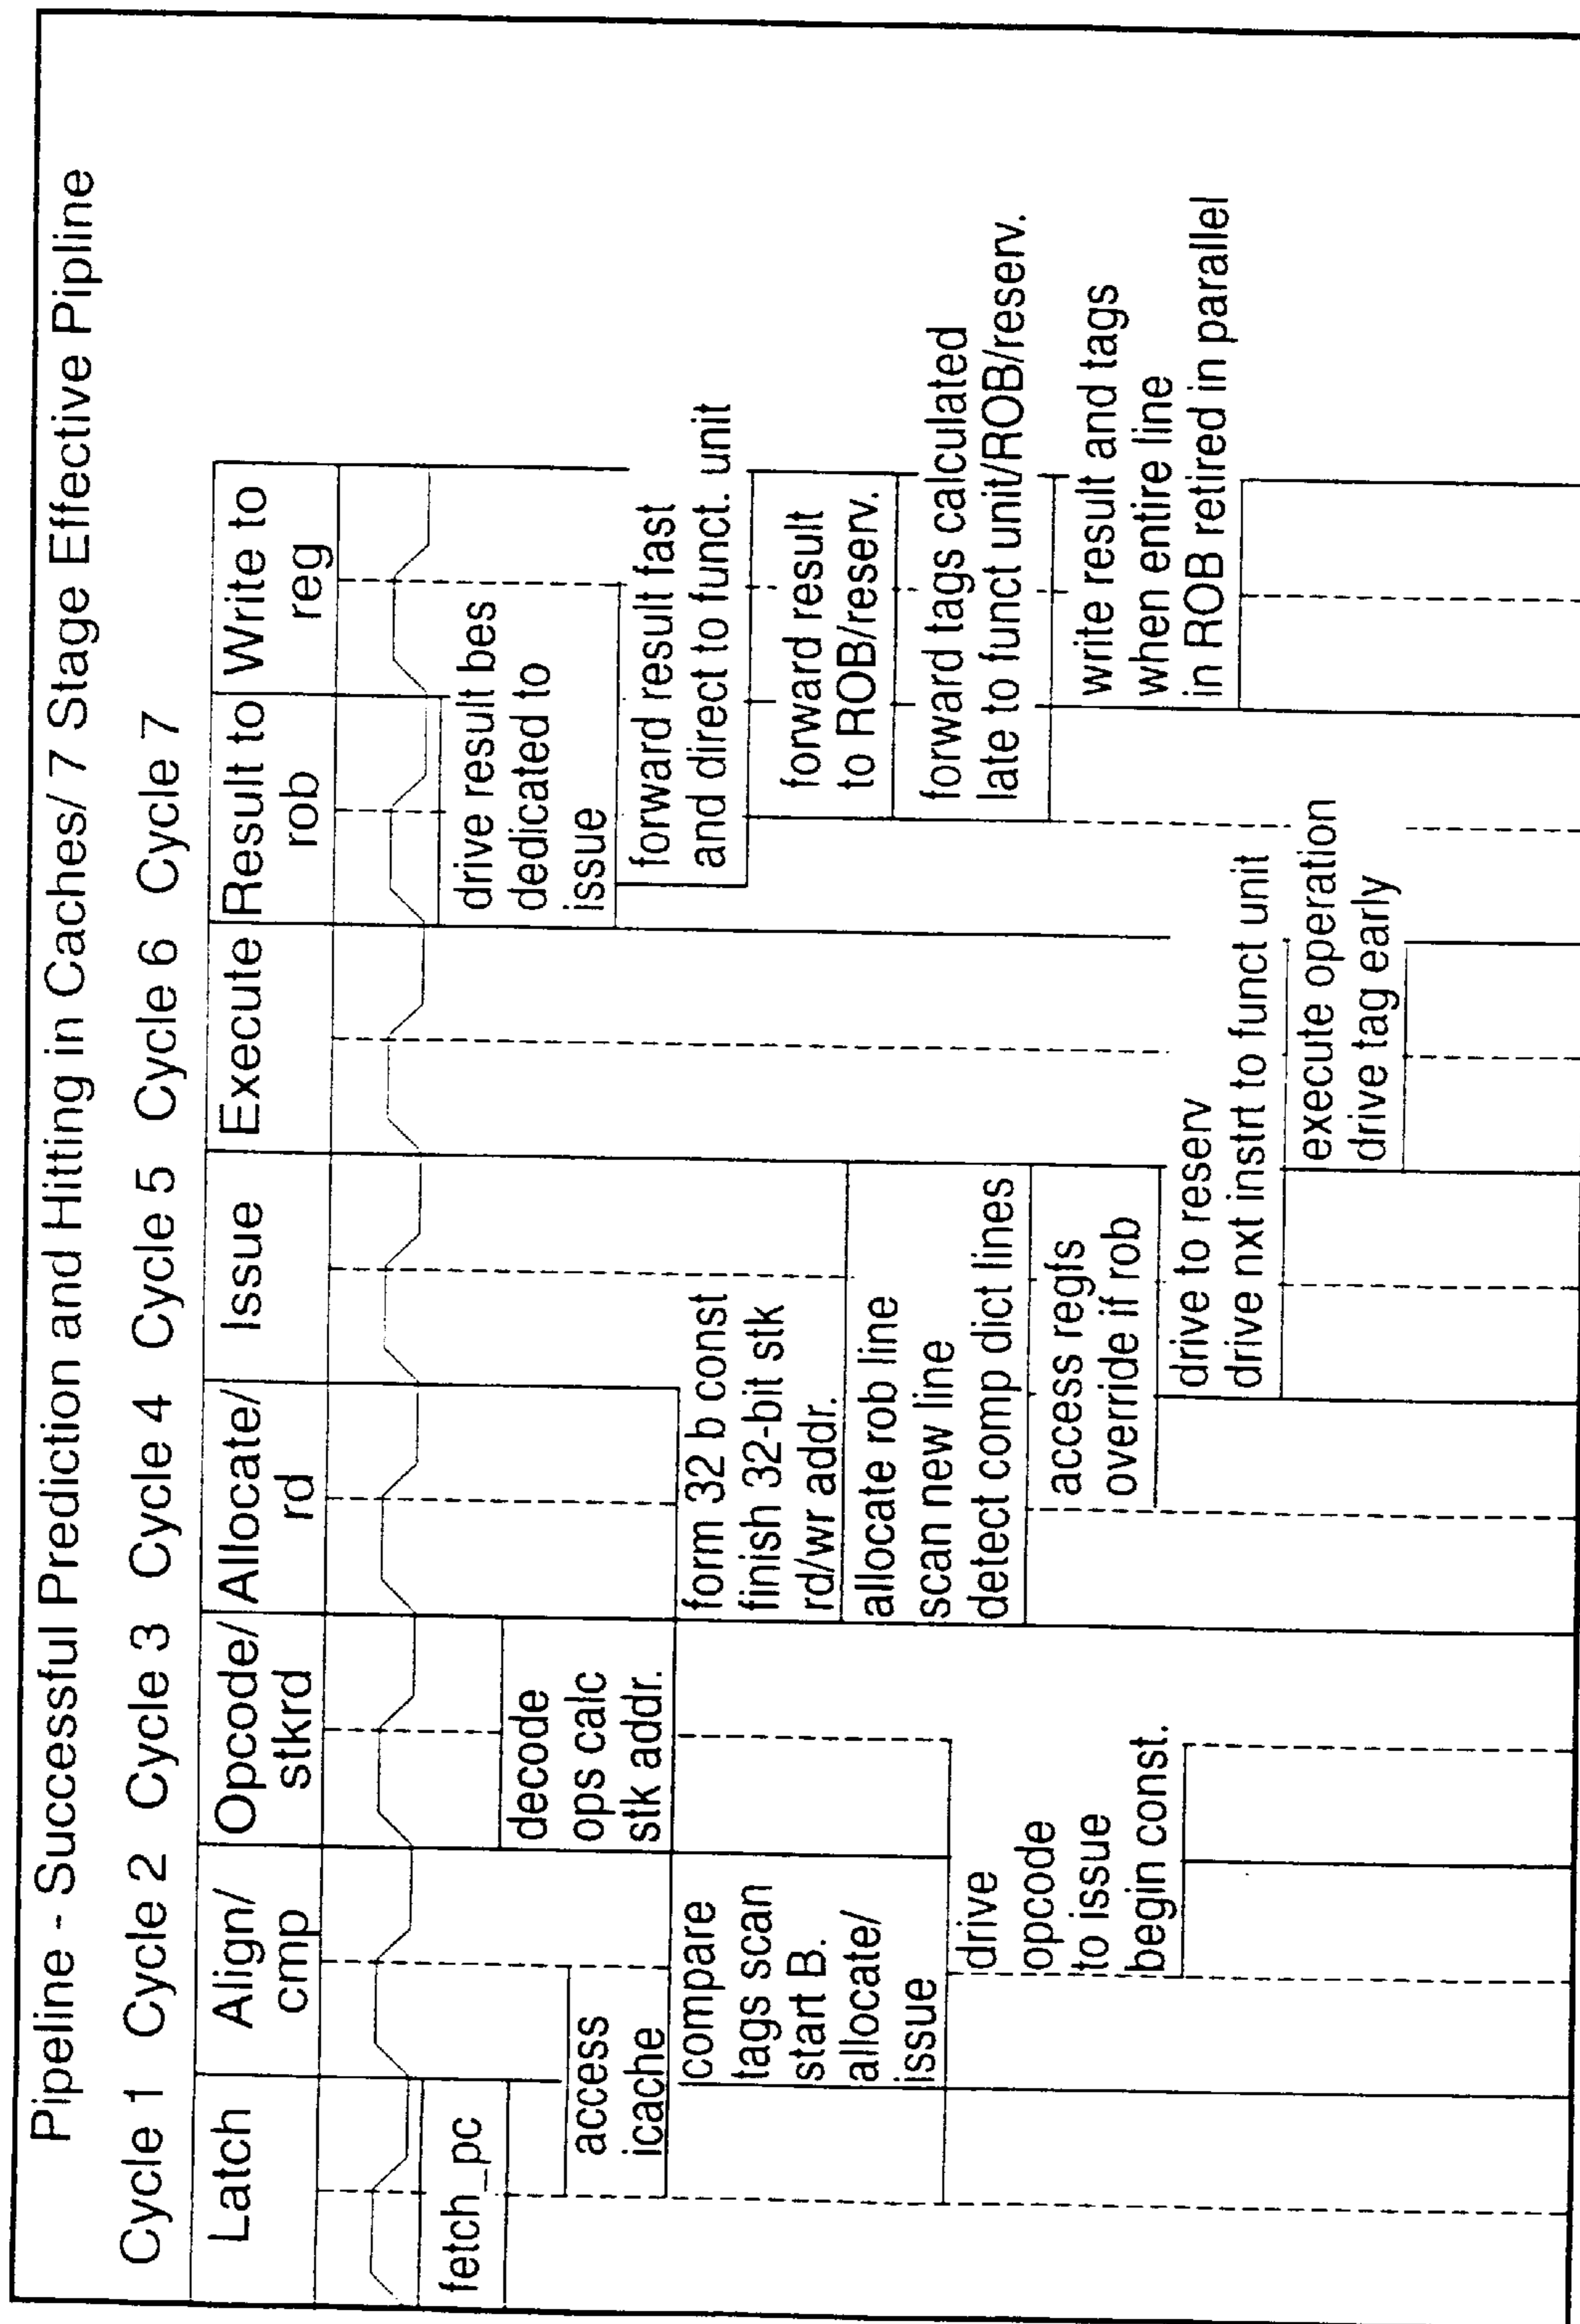 Pipeline - Successful Prediction and Hitting in Caches/ 7 Stage Effective Pipline
Cycle 1 Cycle 2 Cycle 3 Cycle 4 Cycle 5 Cycle 6 Cycle 7
Latch
Align/
cmp
Opcode/
stkrd
Allocate/
rd
Issue
Execute
Result to
rob
Write to
reg
fetch_pc
access
icache
compare
tags scan
start B.
allocate/
issue
drive
opcode
to issue
begin const.
decode
ops calc
stk addr.
form 32 b const
finish 32-bit stk
rd/wr addr.
allocate rob line
scan new line
detect comp dict lines
access regfs
override if rob
drive to reserv
drive nxt instrt to funct unit
execute operation
drive tag early
drive result bes
dedicated to
issue
forward result fast
and direct to funct. unit
forward result
to ROB/reserv.
forward tags calculated
late to funct unit/ROB/reserv.
write result and tags
when entire line
in ROB retired in parallel